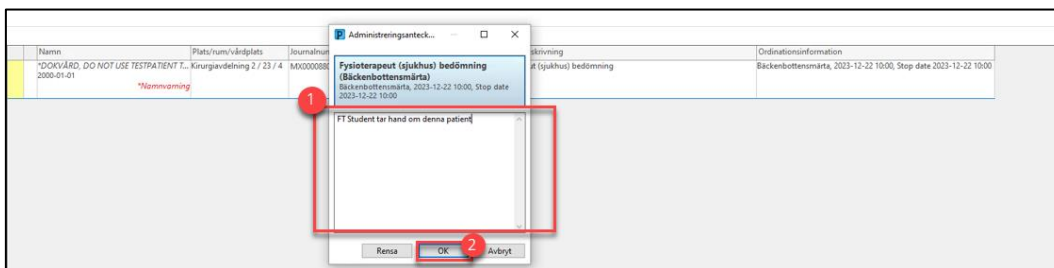 Administreringsanteck...
Namn Plats/rum/vårdplats Journalnum skrivning Ordinationsinformation
*DOKVÅRD, DO NOT USE TESTPATIENT T... Kirurgiavdelning 2 / 23 / 4 MX0000880 ut (sjukhus) bedömning Bäckenbottensmärta, 2023-12-22 10:00, Stop date 2023-12-22 10:00
2000-01-01
*Namnvarning
Fysioterapeut (sjukhus) bedömning
(Bäckenbottensmärta)
Bäckenbottensmärta, 2023-12-22 10:00, Stop date
2023-12-22 10:00
1
FT Student tar hand om denna patient
2
Rensa OK Avbryt